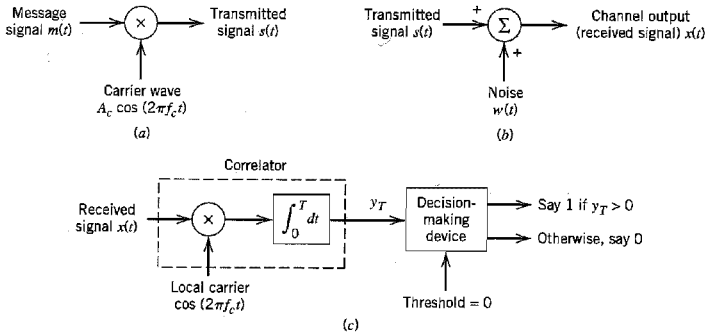 Message
signal m(t)
×
Transmitted
signal s(t)
Carrier wave
A_c cos (2πf_ct)
(a)
Transmitted
signal s(t)
+
Σ
+
Channel output
(received signal) x(t)
Noise
w(t)
(b)
Correlator
Received
signal x(t)
×
∫_0^T dt
y_T
Decision-
making
device
Say 1 if y_T > 0
Otherwise, say 0
Local carrier
cos (2πf_ct)
Threshold = 0
(c)